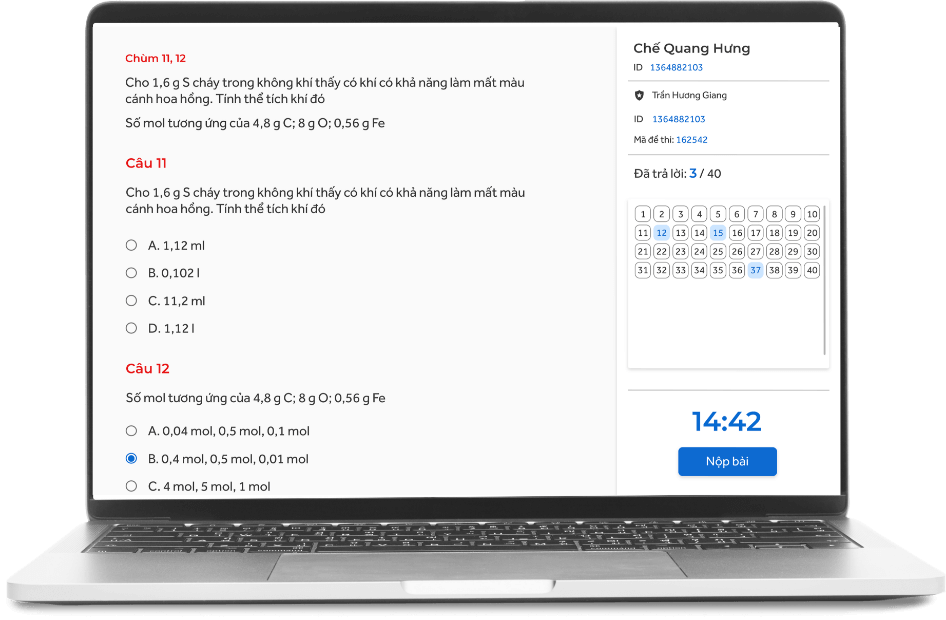 Chùm 11, 12
Cho 1,6 g S cháy trong không khí thấy có khí có khả năng làm mất màu
cánh hoa hồng. Tính thể tích khí đó
Số mol tương ứng của 4,8 g C; 8 g O; 0,56 g Fe
Câu 11
Cho 1,6 g S cháy trong không khí thấy có khí có khả năng làm mất màu
cánh hoa hồng. Tính thể tích khí đó
A. 1,12 ml
B. 0,102 l
C. 11,2 ml
D. 1,12 l
Câu 12
Số mol tương ứng của 4,8 g C; 8 g O; 0,56 g Fe
A. 0,04 mol, 0,5 mol, 0,1 mol
B. 0,4 mol, 0,5 mol, 0,01 mol
C. 4 mol, 5 mol, 1 mol
Chế Quang Hưng
ID 1364882103
Trần Hương Giang
ID 1364882103
Mã đề thi: 162542
Đã trả lời: 3 / 40
1 2 3 4 5 6 7 8 9 10
11 12 13 14 15 16 17 18 19 20
21 22 23 24 25 26 27 28 29 30
31 32 33 34 35 36 37 38 39 40
14:42
Nộp bài